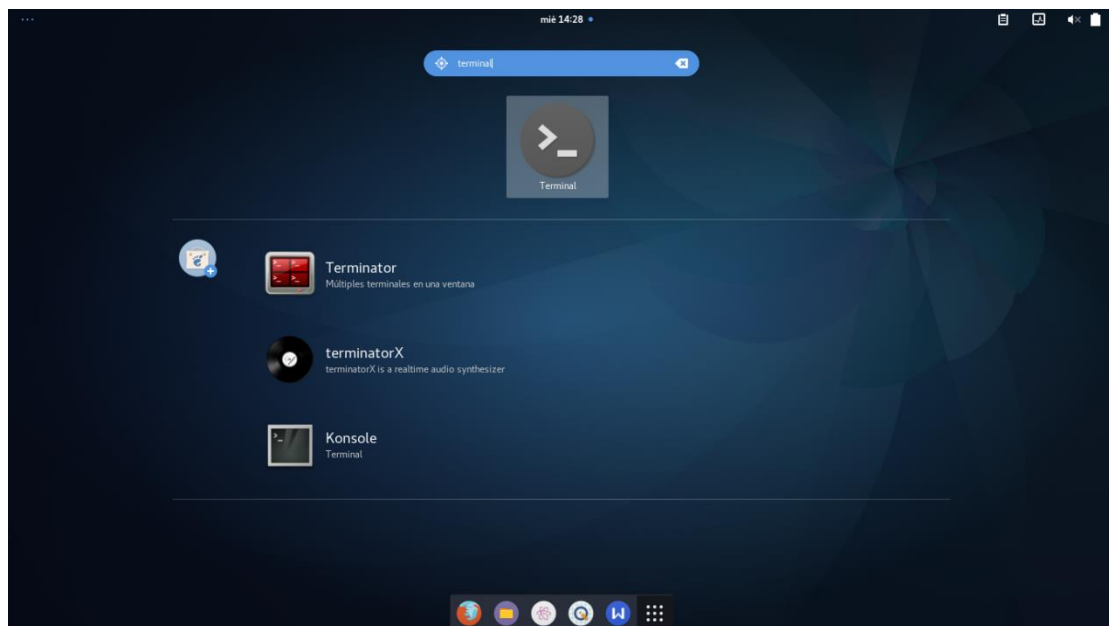 mié 14:28
terminal
Terminal
Terminator
Múltiples terminales en una ventana
terminatorX
terminatorX is a realtime audio synthesizer
Konsole
Terminal